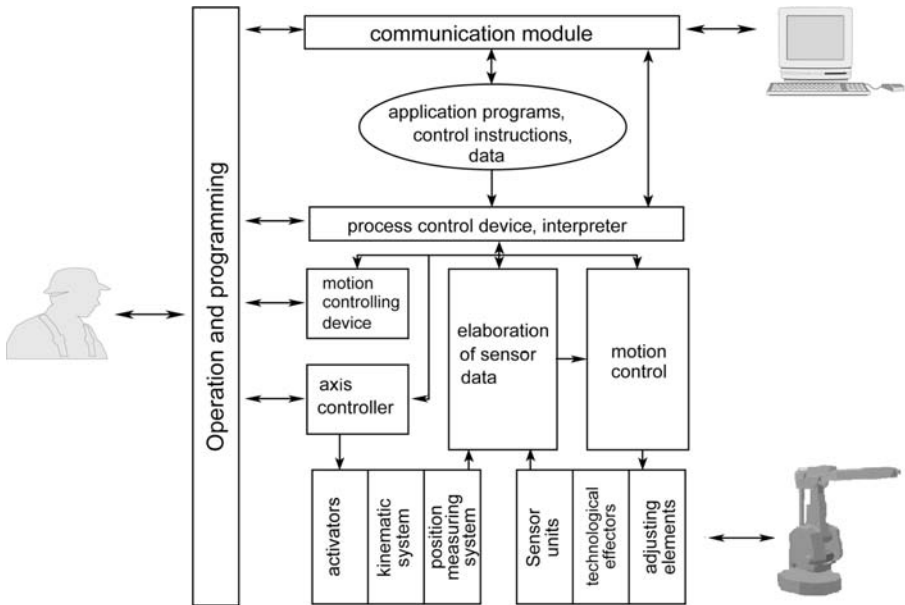 communication module
application programs,
control instructions,
data
process control device, interpreter
Operation and programming
motion
controlling
device
elaboration
of sensor
data
motion
control
axis
controller
activators
kinematic
system
position
measuring
system
Sensor
units
technological
effectors
adjusting
elements